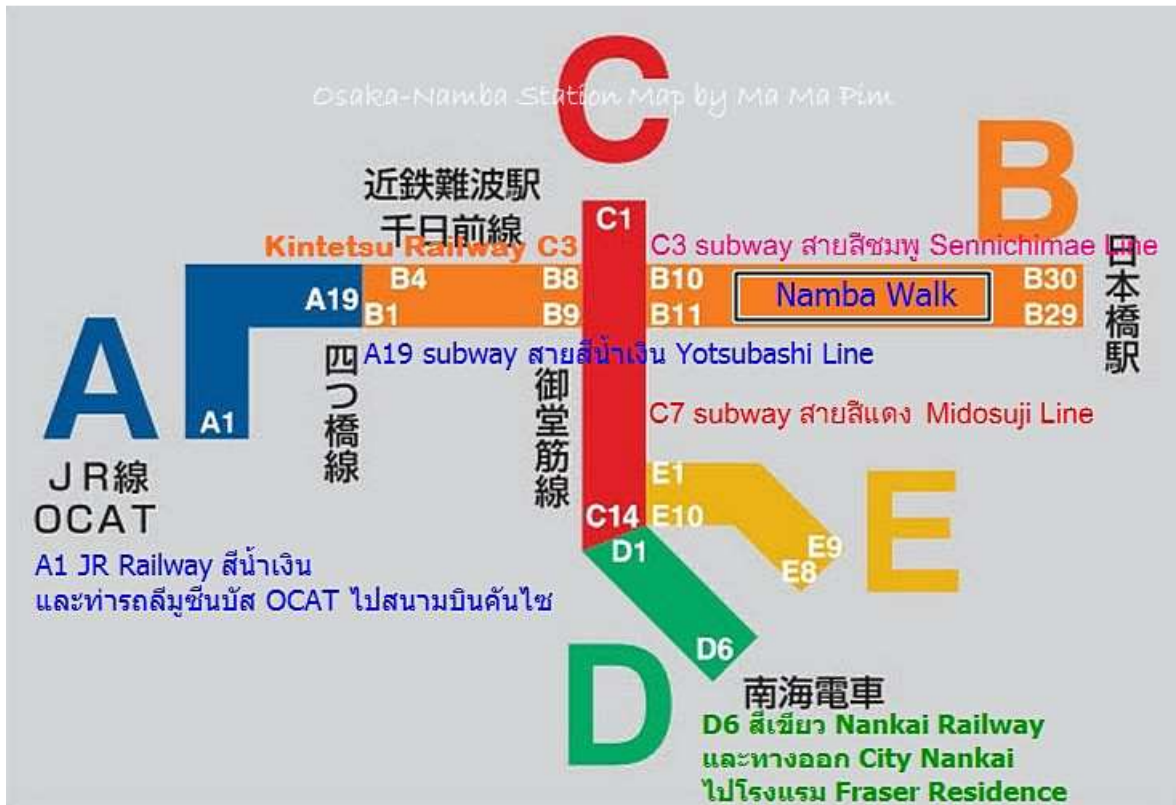 C
Osaka-Namba Station Map by Ma Ma Pim
B
近鉄難波駅
千日前線
C1
Kintetsu Railway C3
C3 subway สายสีชมพู Sennichimae Line
日本橋駅
A19
B4
B8
B10
Namba Walk
B30
B1
B9
B11
B29
A
A19 subway สายสีน้ำเงิน Yotsubashi Line
四つ橋線
御堂筋線
A1
C7 subway สายสีแดง Midosuji Line
JR線
OCAT
E1
E
C14
E10
D1
E9
E8
A1 JR Railway สีน้ำเงิน
และท่ารถลีมูซีนบัส OCAT ไปสนามบินคันไซ
D
D6
南海電車
D6 สีเขียว Nankai Railway
และทางออก City Nankai
ไปโรงแรม Fraser Residence